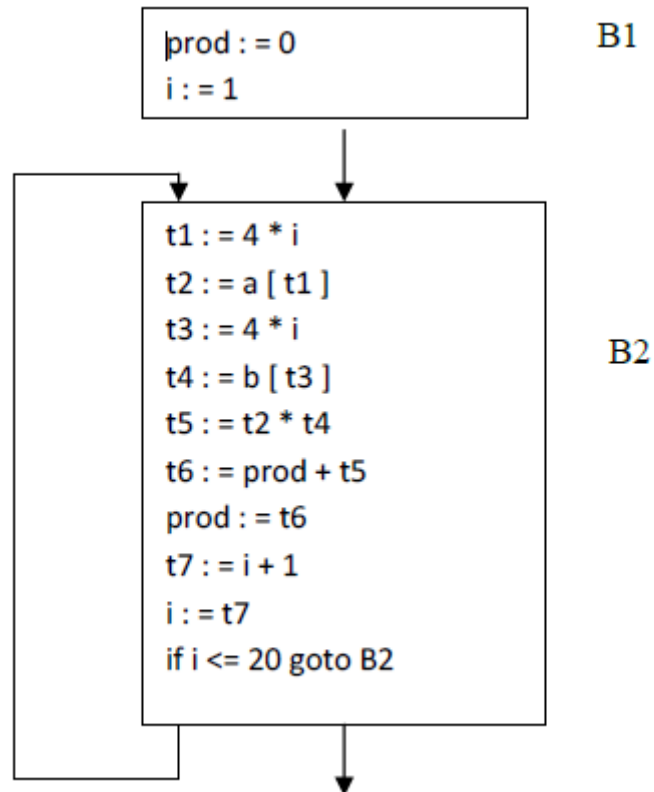 prod : = 0
B1
i : = 1
t1 : = 4 * i
t2 : = a [ t1 ]
t3 : = 4 * i
B2
t4 : = b [ t3 ]
t5 : = t2 * t4
t6 : = prod + t5
prod : = t6
t7 : = i + 1
i : = t7
if i <= 20 goto B2